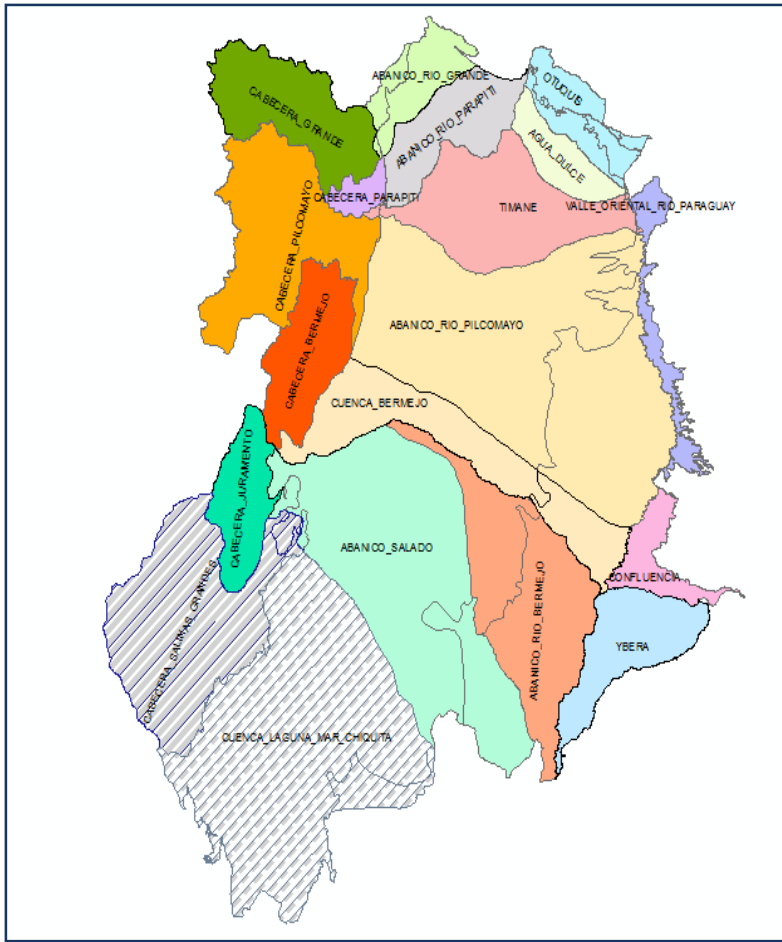 ABANICO_RIO_GRANDE
OTUQUIS
CABECERA_GRANDE
ABANICO_RIO_PARAPITI
AGUA_DULCE
CABECERA_PARAPITI
TIMANE
VALLE_ORIENTAL_RIO_PARAGUAY
CABECERA_PILCOMAYO
ABANICO_RIO_PILCOMAYO
CABECERA_BERMEJO
CUENCA_BERMEJO
CABECERA_JURAMENTO
ABANICO_SALADO
CONFLUENCIA
ABANICO_RIO_BERMEJO
YBERA
CABECERA_SALINAS_GRANDES
CUENCA_LAGUNA_MAR_CHIQUITA